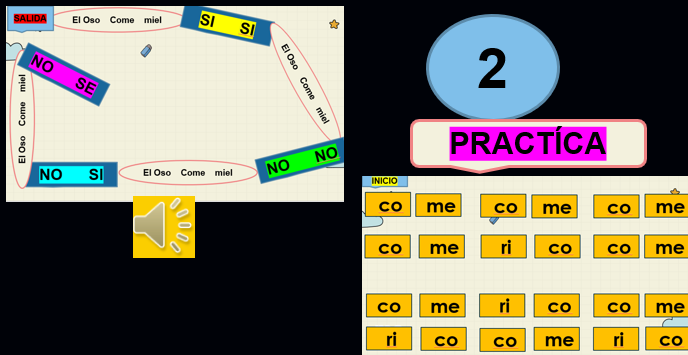 SALIDA
El Oso Come miel
SI SI
El Oso Come miel
NO NO
El Oso Come miel
NO SI
El Oso Come miel
NO SE
2
PRACTÍCA
INICIO
co me co me co me
co me ri co co me
co me ri co co me
ri co co me ri co